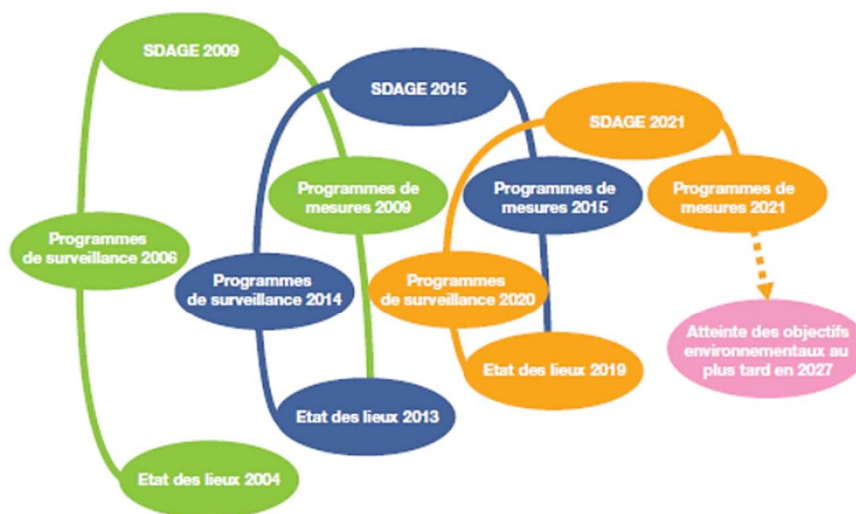 SDAGE 2009
SDAGE 2015
SDAGE 2021
Programmes de
mesures 2009
Programmes de
mesures 2015
Programmes de
mesures 2021
Programmes
de surveillance 2006
Programmes
de surveillance 2014
Programmes
de surveillance 2020
Atteinte des objectifs
environnementaux au
plus tard en 2027
Etat des lieux 2019
Etat des lieux 2013
Etat des lieux 2004